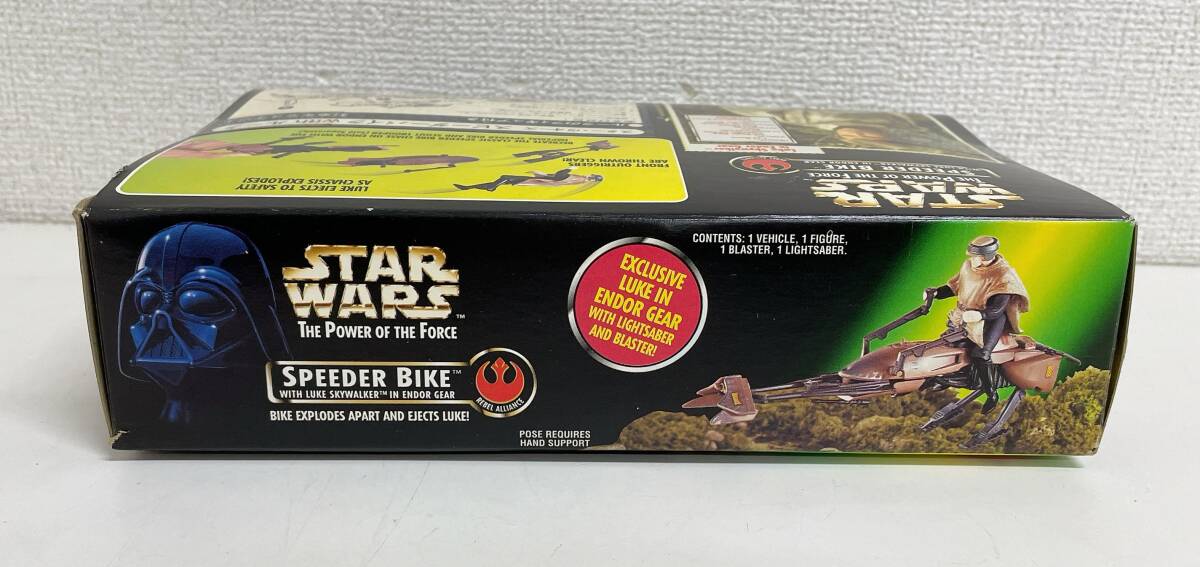 STAR
WARS™
THE POWER OF THE FORCE
SPEEDER BIKE™
WITH LUKE SKYWALKER™ IN ENDOR GEAR
REBEL ALLIANCE
BIKE EXPLODES APART AND EJECTS LUKE!
EXCLUSIVE
LUKE IN
ENDOR GEAR
WITH LIGHTSABER
AND BLASTER!
CONTENTS: 1 VEHICLE, 1 FIGURE,
1 BLASTER, 1 LIGHTSABER.
POSE REQUIRES
HAND SUPPORT
LUKE EJECTS TO SAFETY
AS CHASSIS EXPLODES!
FRONT OUTRIGGERS
ARE THROWN CLEAR!
STAR
WARS
THE POWER OF THE FORCE